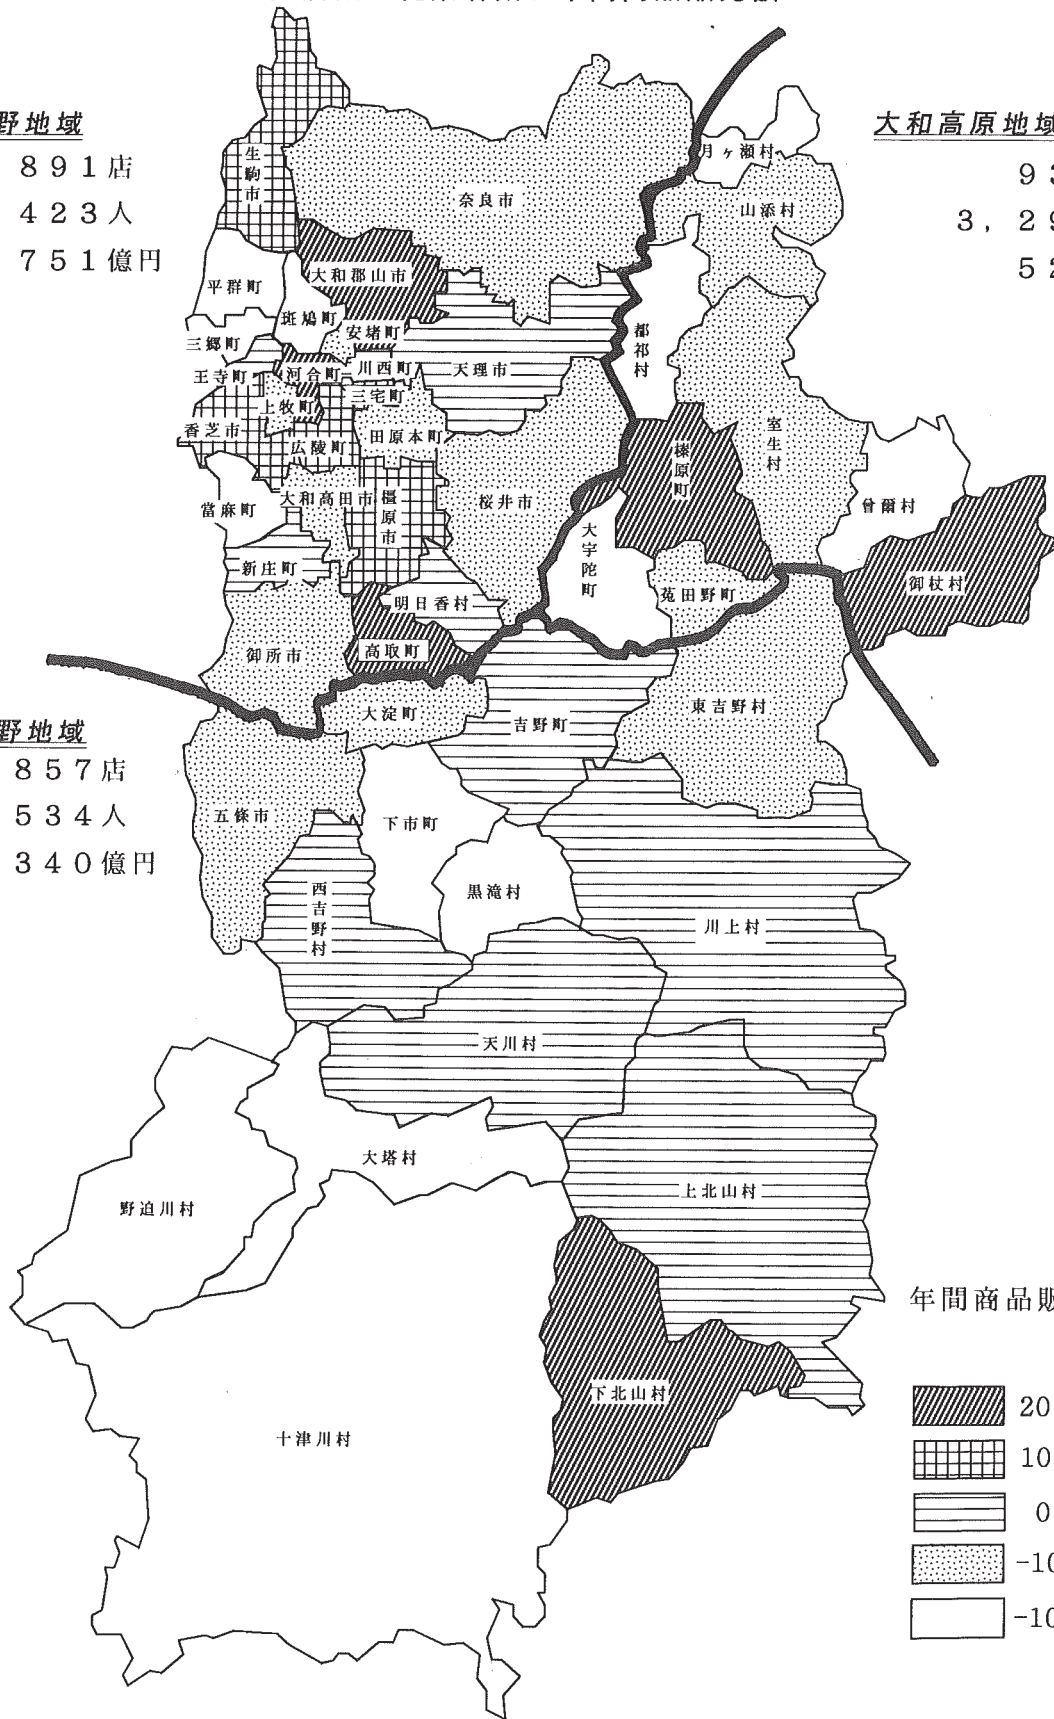 野地域
891店
423人
751億円
大和高原地域
93
3,29
52
生駒市
奈良市
月ヶ瀬村
山添村
平群町
大和郡山市
斑鳩町
安堵町
三郷町
都祁村
王寺町
河合町
川西町
天理市
上牧町
三宅町
香芝市
広陵町
田原本町
室生村
榛原町
當麻町
大和高田市
橿原市
桜井市
曾爾村
大宇陀町
新庄町
明日香村
菟田野町
御杖村
御所市
高取町
大淀町
吉野町
東吉野村
野地域
857店
534人
340億円
五條市
下市町
西吉野村
黒滝村
川上村
天川村
大塔村
野迫川村
上北山村
下北山村
十津川村
年間商品販
20
10
0
-10
-10